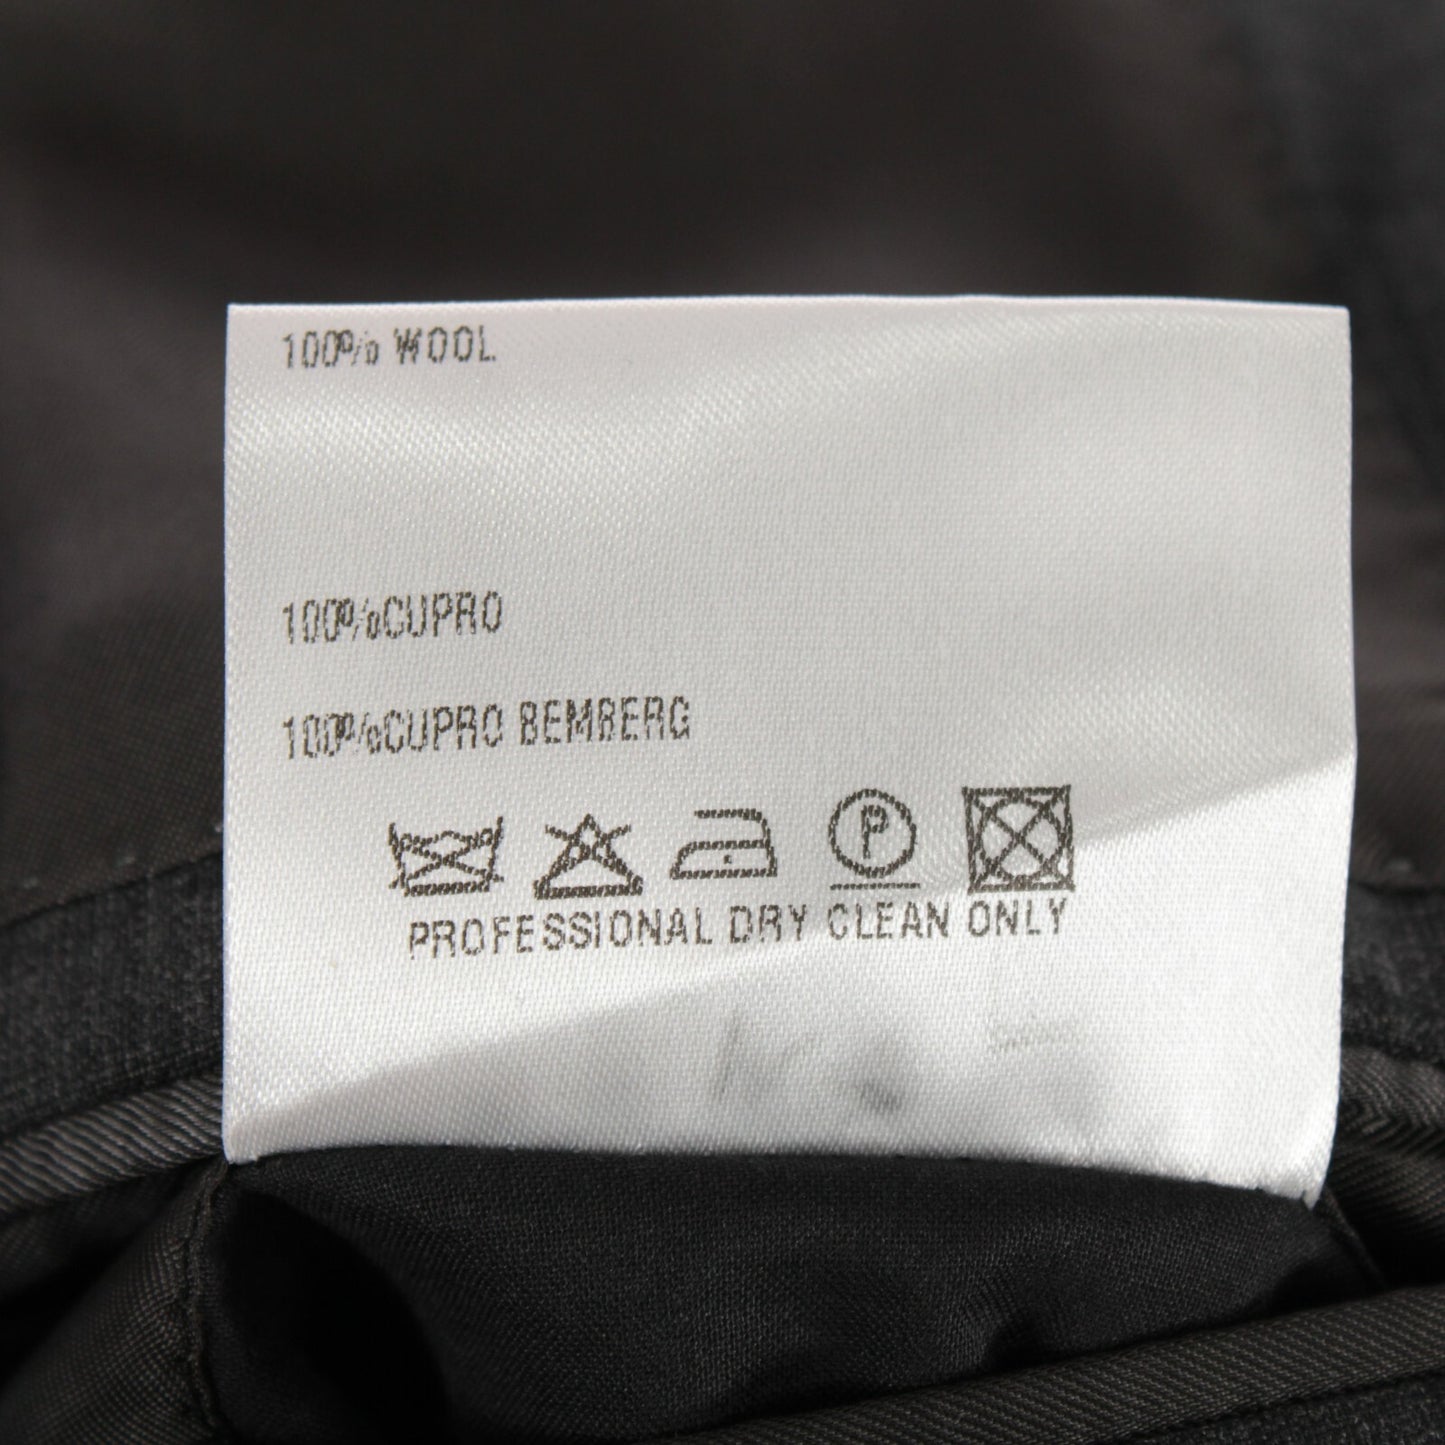 100% WOOL
100%CUPRO
100%CUPRO BEMBERG
P
PROFESSIONAL DRY CLEAN ONLY